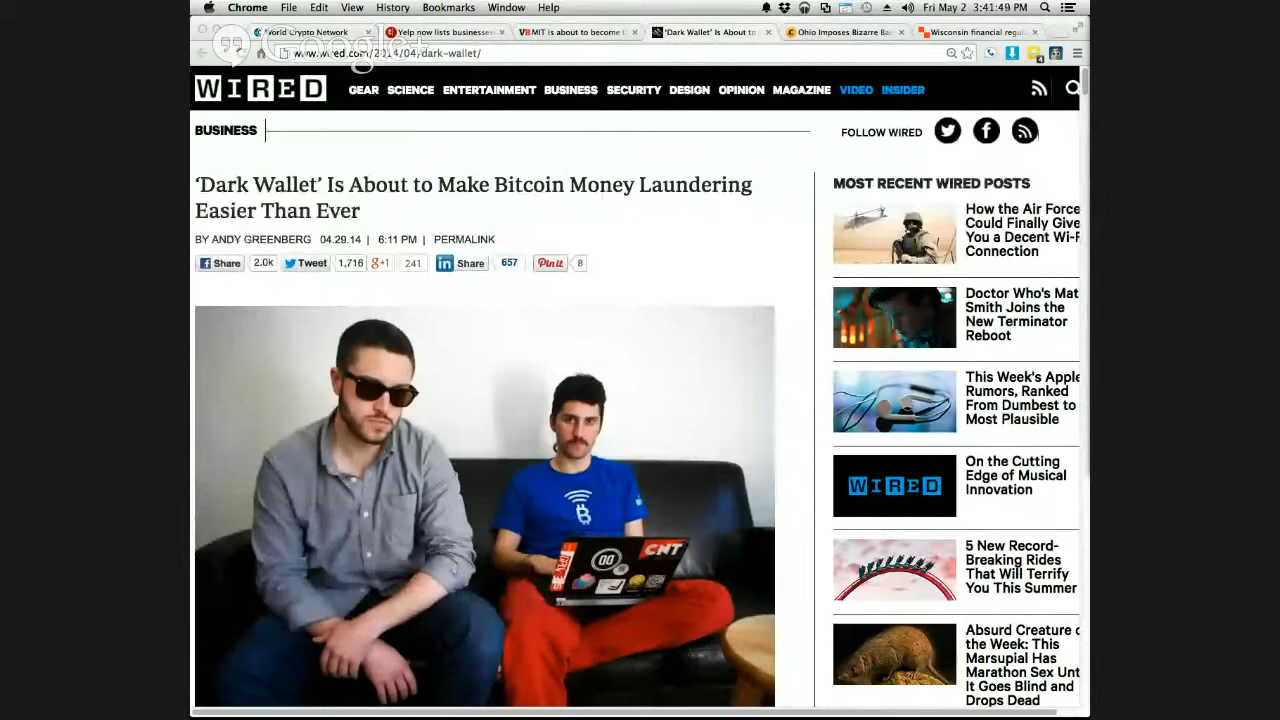 Chrome File Edit View History Bookmarks Window Help Fri May 2 3:41:49 PM
World Crypto Network Yelp now lists businesse MIT is about to become t 'Dark Wallet' Is About to Ohio Imposes Bizarre Ban Wisconsin financial regul
Google+
www.wired.com/2014/04/dark-wallet/
WIRED GEAR SCIENCE ENTERTAINMENT BUSINESS SECURITY DESIGN OPINION MAGAZINE VIDEO INSIDER
BUSINESS FOLLOW WIRED
'Dark Wallet' Is About to Make Bitcoin Money Laundering
Easier Than Ever
BY ANDY GREENBERG 04.29.14 | 6:11 PM | PERMALINK
Share 2.0k Tweet 1,716 g+1 241 in Share 657 Pinit 8
CNT
MOST RECENT WIRED POSTS
How the Air Force
Could Finally Give
You a Decent Wi-F
Connection
Doctor Who's Mat
Smith Joins the
New Terminator
Reboot
This Week's Apple
Rumors, Ranked
From Dumbest to
Most Plausible
WIRED
On the Cutting
Edge of Musical
Innovation
5 New Record-
Breaking Rides
That Will Terrify
You This Summer
Absurd Creature o
the Week: This
Marsupial Has
Marathon Sex Unt
It Goes Blind and
Drops Dead